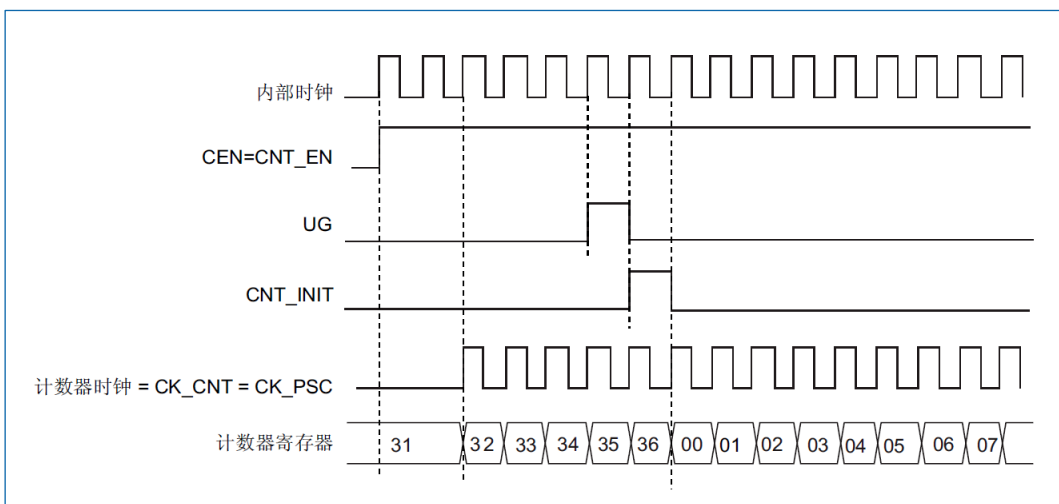 内部时钟
CEN=CNT_EN
UG
CNT_INIT
计数器时钟 = CK_CNT = CK_PSC
计数器寄存器 31 32 33 34 35 36 00 01 02 03 04 05 06 07